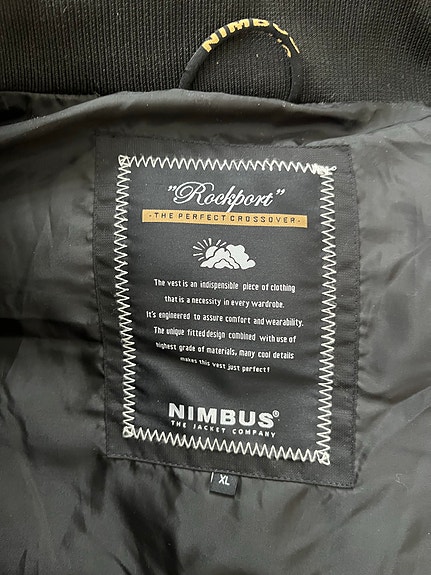 NIMBUS
"Rockport"
·THE PERFECT CROSSOVER·
The vest is an indispensible piece of clothing
that is a necessity in every wardrobe.
It's engineered to assure comfort and wearability.
The unique fitted design combined with use of
highest grade of materials, many cool details
makes this vest just perfect!
NIMBUS®
THE JACKET COMPANY
XL